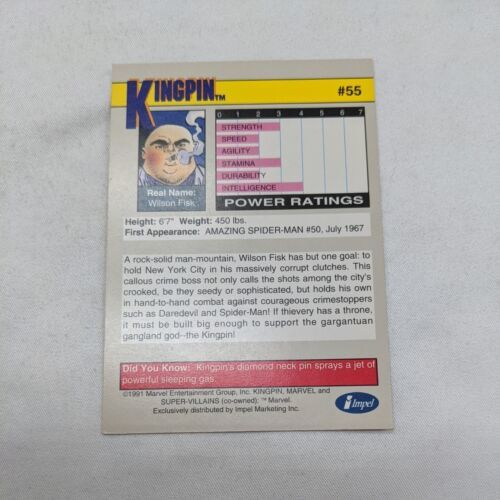 KINGPIN™
#55
0 1 2 3 4 5 6 7
STRENGTH
SPEED
AGILITY
STAMINA
DURABILITY
INTELLIGENCE
POWER RATINGS
Real Name:
Wilson Fisk
Height: 6'7" Weight: 450 lbs.
First Appearance: AMAZING SPIDER-MAN #50, July 1967
A rock-solid man-mountain, Wilson Fisk has but one goal: to
hold New York City in his massively corrupt clutches. This
callous crime boss not only calls the shots among the city's
crooked, be they seedy or sophisticated, but holds his own
in hand-to-hand combat against courageous crimestoppers
such as Daredevil and Spider-Man! If thievery has a throne,
it must be built big enough to support the gargantuan
gangland god--the Kingpin!
Did You Know: Kingpin's diamond neck pin sprays a jet of
powerful sleeping gas.
©1991 Marvel Entertainment Group, Inc. KINGPIN, MARVEL and
SUPER-VILLAINS (co-owned); ™ Marvel.
Exclusively distributed by Impel Marketing Inc.
impel